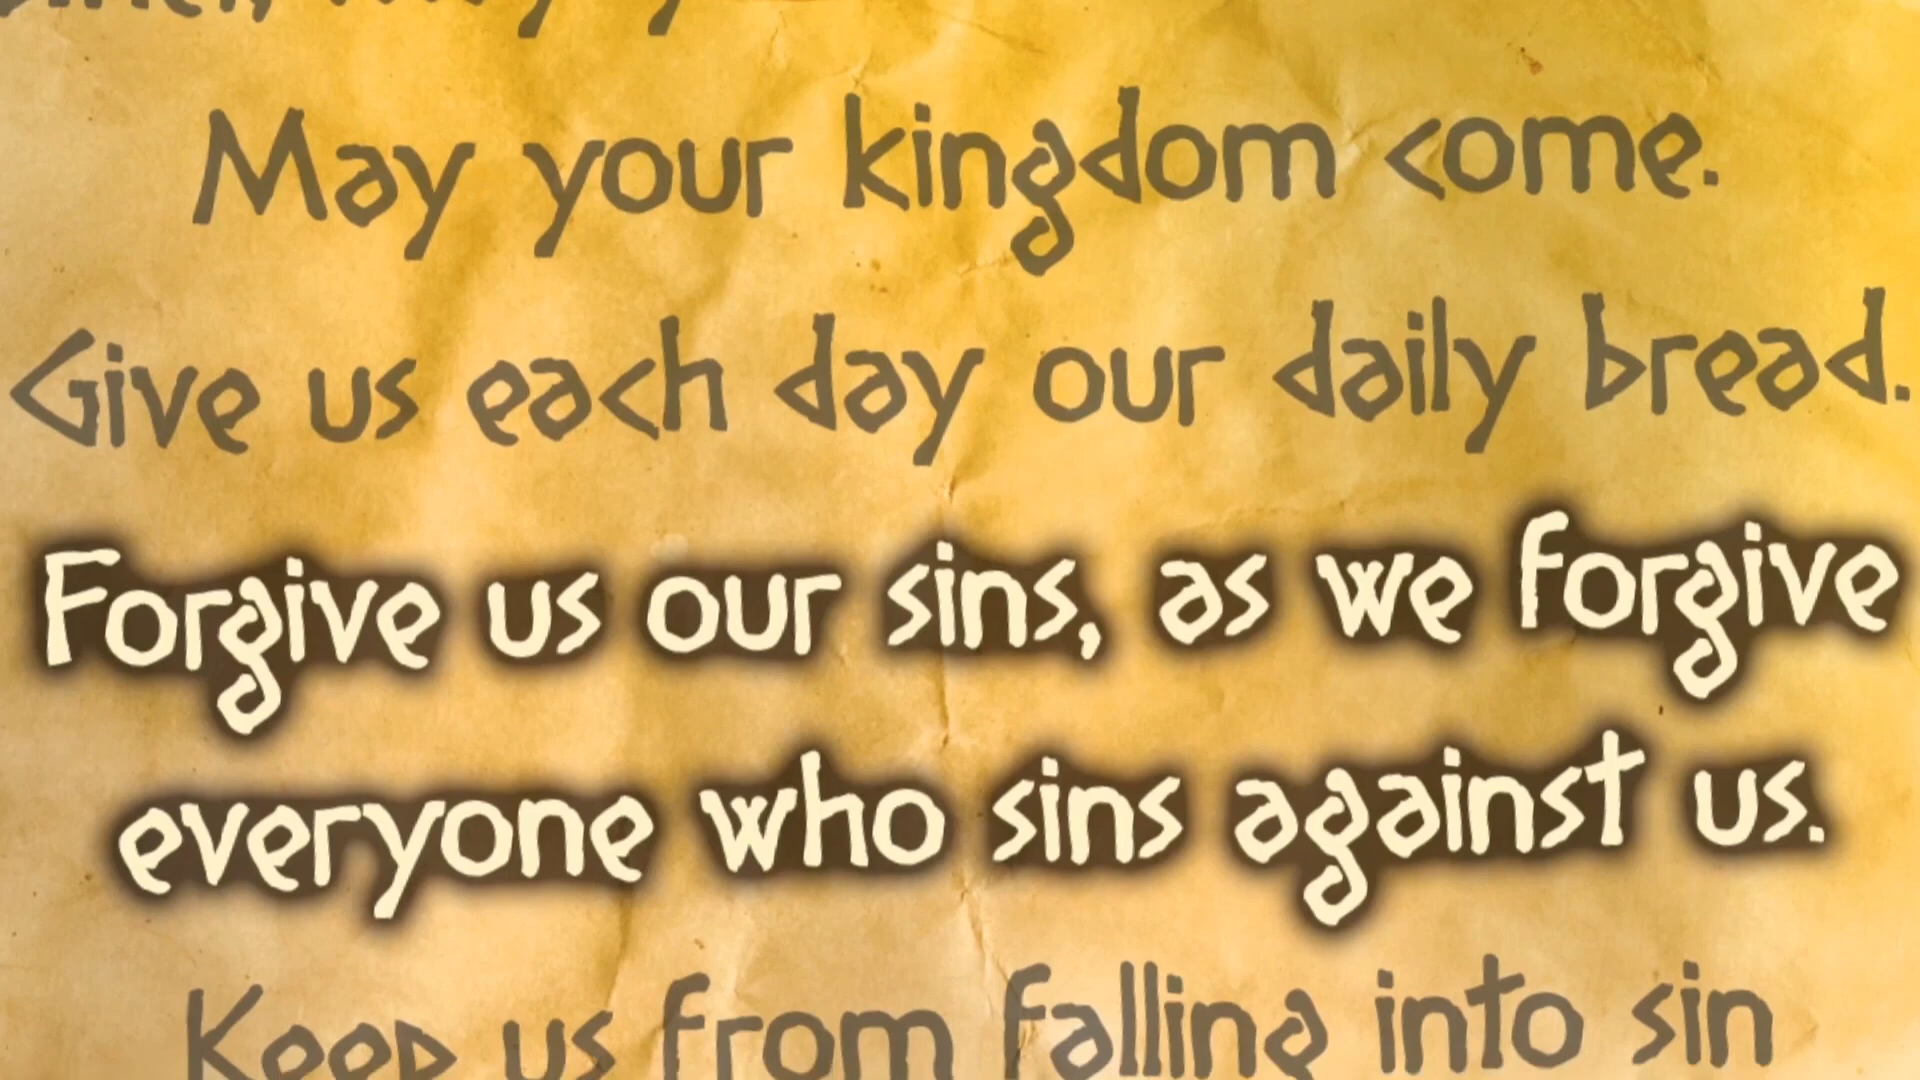 May your kingdom come.
Give us each day our daily bread.
Forgive us our sins, as we forgive
everyone who sins against us.
Keep us from falling into sin